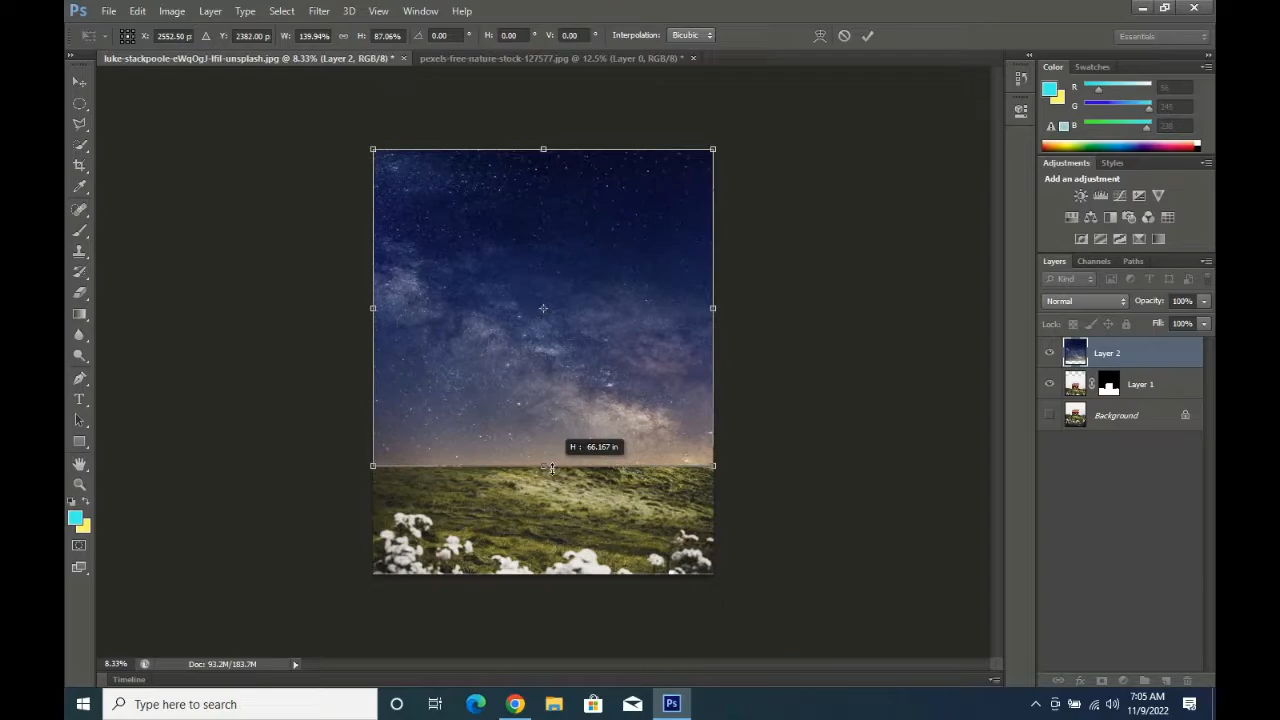 Ps File Edit Image Layer Type Select Filter 3D View Window Help
X: 2552.50 p Y: 2382.00 p W: 139.94% H: 87.06% 0.00 ° H: 0.00 ° V: 0.00 ° Interpolation: Bicubic Essentials
luke-stackpoole-eWqOgJ-lfiI-unsplash.jpg @ 8.33% (Layer 2, RGB/8) * × pexels-free-nature-stock-127577.jpg @ 12.5% (Layer 0, RGB/8) * ×
Color Swatches
R 56
G 245
B 238
Adjustments Styles
Add an adjustment
Layers Channels Paths
Kind
Normal Opacity: 100%
Lock: Fill: 100%
Layer 2
Layer 1
Background
H : 66.167 in
8.33% Doc: 93.2M/183.7M
Timeline
Type here to search
Ps
7:05 AM
11/9/2022